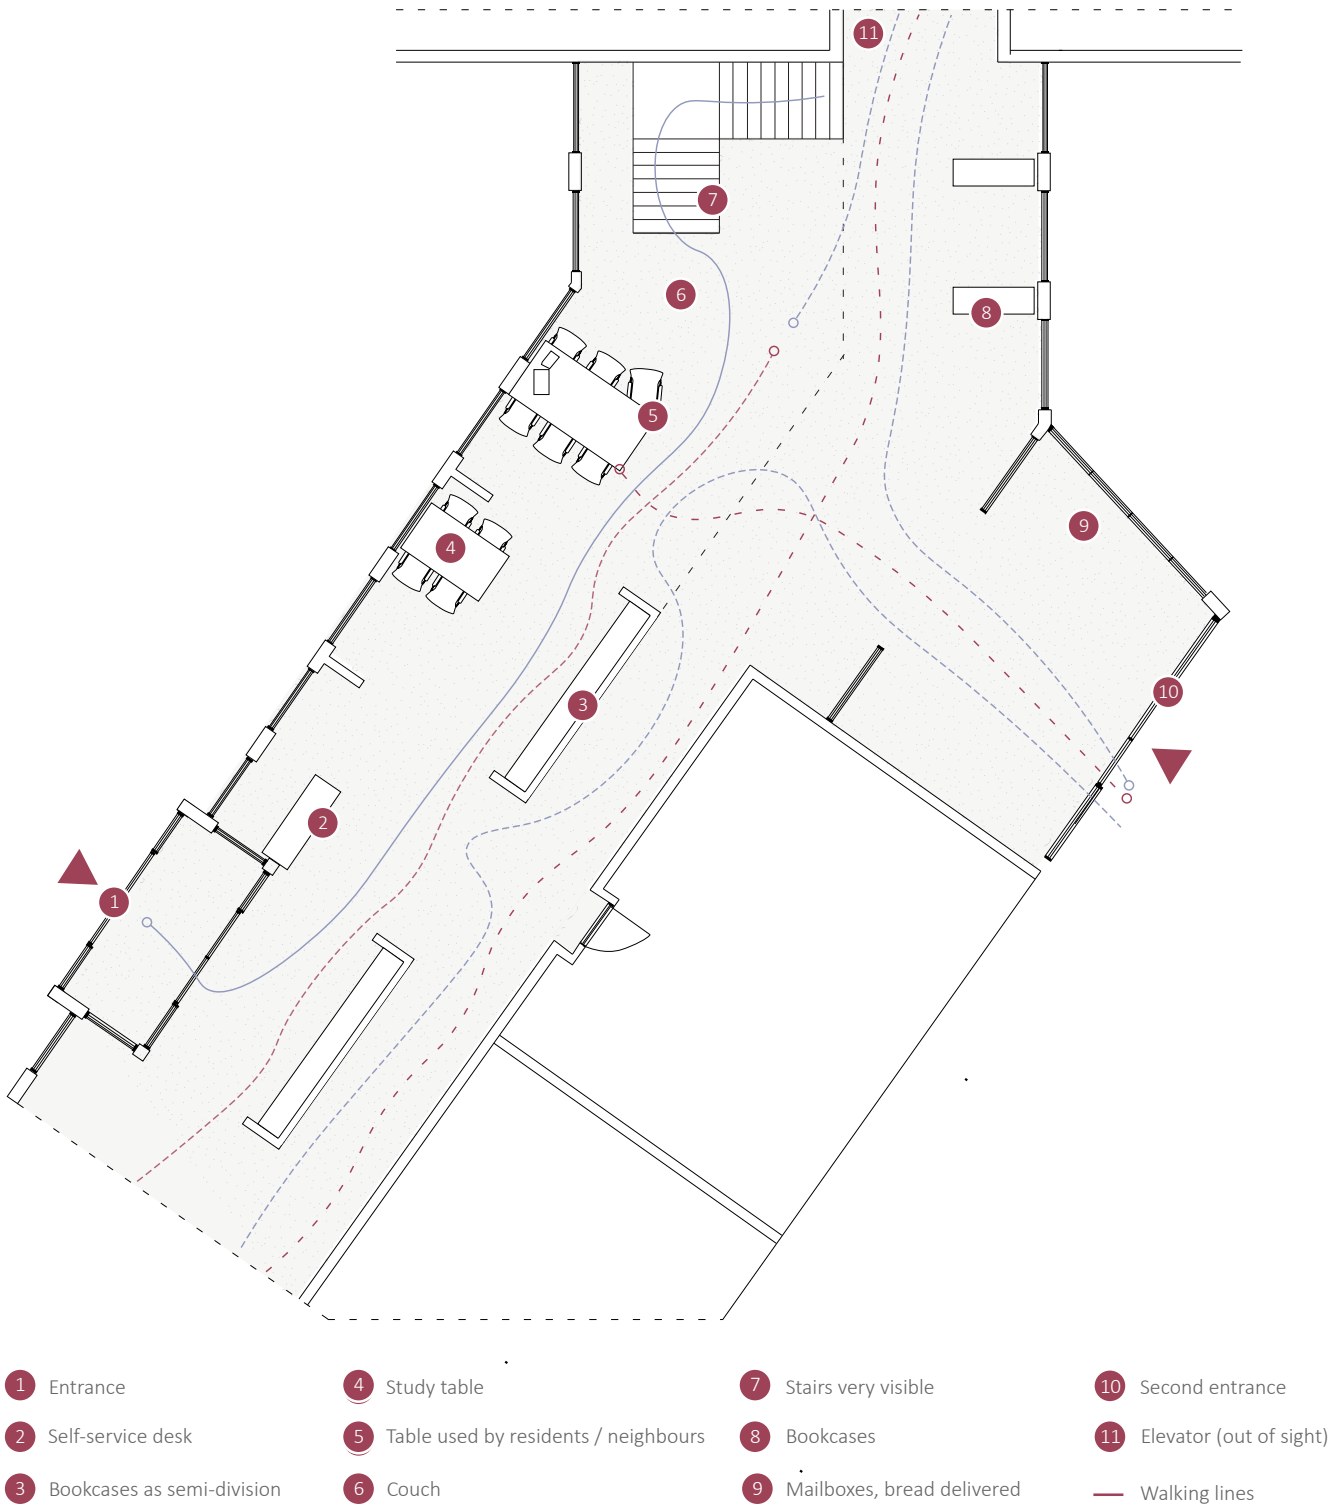 11
7
6
8
5
9
4
10
3
2
1
1 Entrance
2 Self-service desk
3 Bookcases as semi-division
4 Study table
5 Table used by residents / neighbours
6 Couch
7 Stairs very visible
8 Bookcases
9 Mailboxes, bread delivered
10 Second entrance
11 Elevator (out of sight)
Walking lines